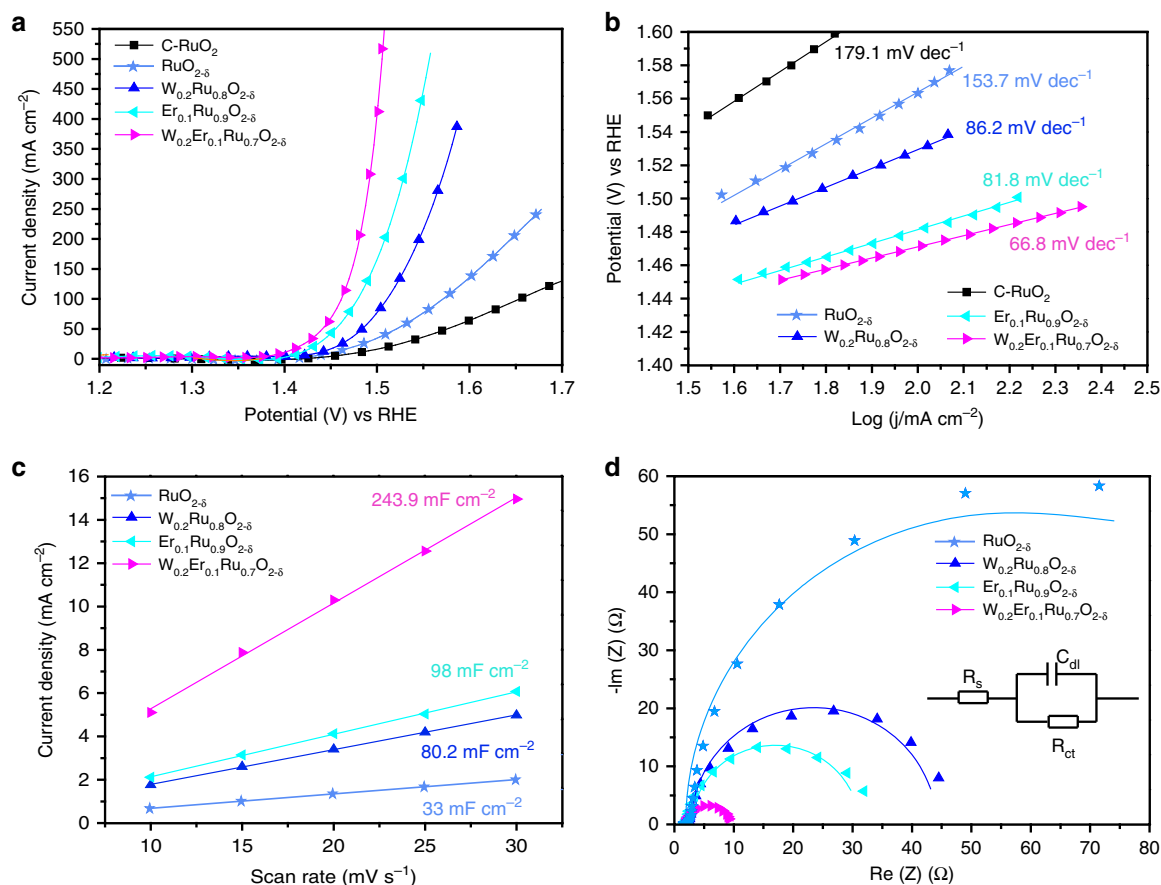 a
550
500
450
400
350
300
250
200
150
100
50
0
Current density (mA cm⁻²)
C-RuO₂
RuO₂₋δ
W₀.₂Ru₀.₈O₂₋δ
Er₀.₁Ru₀.₉O₂₋δ
W₀.₂Er₀.₁Ru₀.₇O₂₋δ
1.2 1.3 1.4 1.5 1.6 1.7
Potential (V) vs RHE
b
1.60
1.58
1.56
1.54
1.52
1.50
1.48
1.46
1.44
1.42
1.40
Potential (V) vs RHE
179.1 mV dec⁻¹
153.7 mV dec⁻¹
86.2 mV dec⁻¹
81.8 mV dec⁻¹
66.8 mV dec⁻¹
C-RuO₂
RuO₂₋δ
Er₀.₁Ru₀.₉O₂₋δ
W₀.₂Ru₀.₈O₂₋δ
W₀.₂Er₀.₁Ru₀.₇O₂₋δ
1.5 1.6 1.7 1.8 1.9 2.0 2.1 2.2 2.3 2.4 2.5
Log (j/mA cm⁻²)
c
16
14
12
10
8
6
4
2
0
Current density (mA cm⁻²)
RuO₂₋δ
W₀.₂Ru₀.₈O₂₋δ
Er₀.₁Ru₀.₉O₂₋δ
W₀.₂Er₀.₁Ru₀.₇O₂₋δ
243.9 mF cm⁻²
98 mF cm⁻²
80.2 mF cm⁻²
33 mF cm⁻²
10 15 20 25 30
Scan rate (mV s⁻¹)
d
60
50
40
30
20
10
0
-Im (Z) (Ω)
RuO₂₋δ
W₀.₂Ru₀.₈O₂₋δ
Er₀.₁Ru₀.₉O₂₋δ
W₀.₂Er₀.₁Ru₀.₇O₂₋δ
Rₛ
C_dl
R_ct
0 10 20 30 40 50 60 70 80
Re (Z) (Ω)